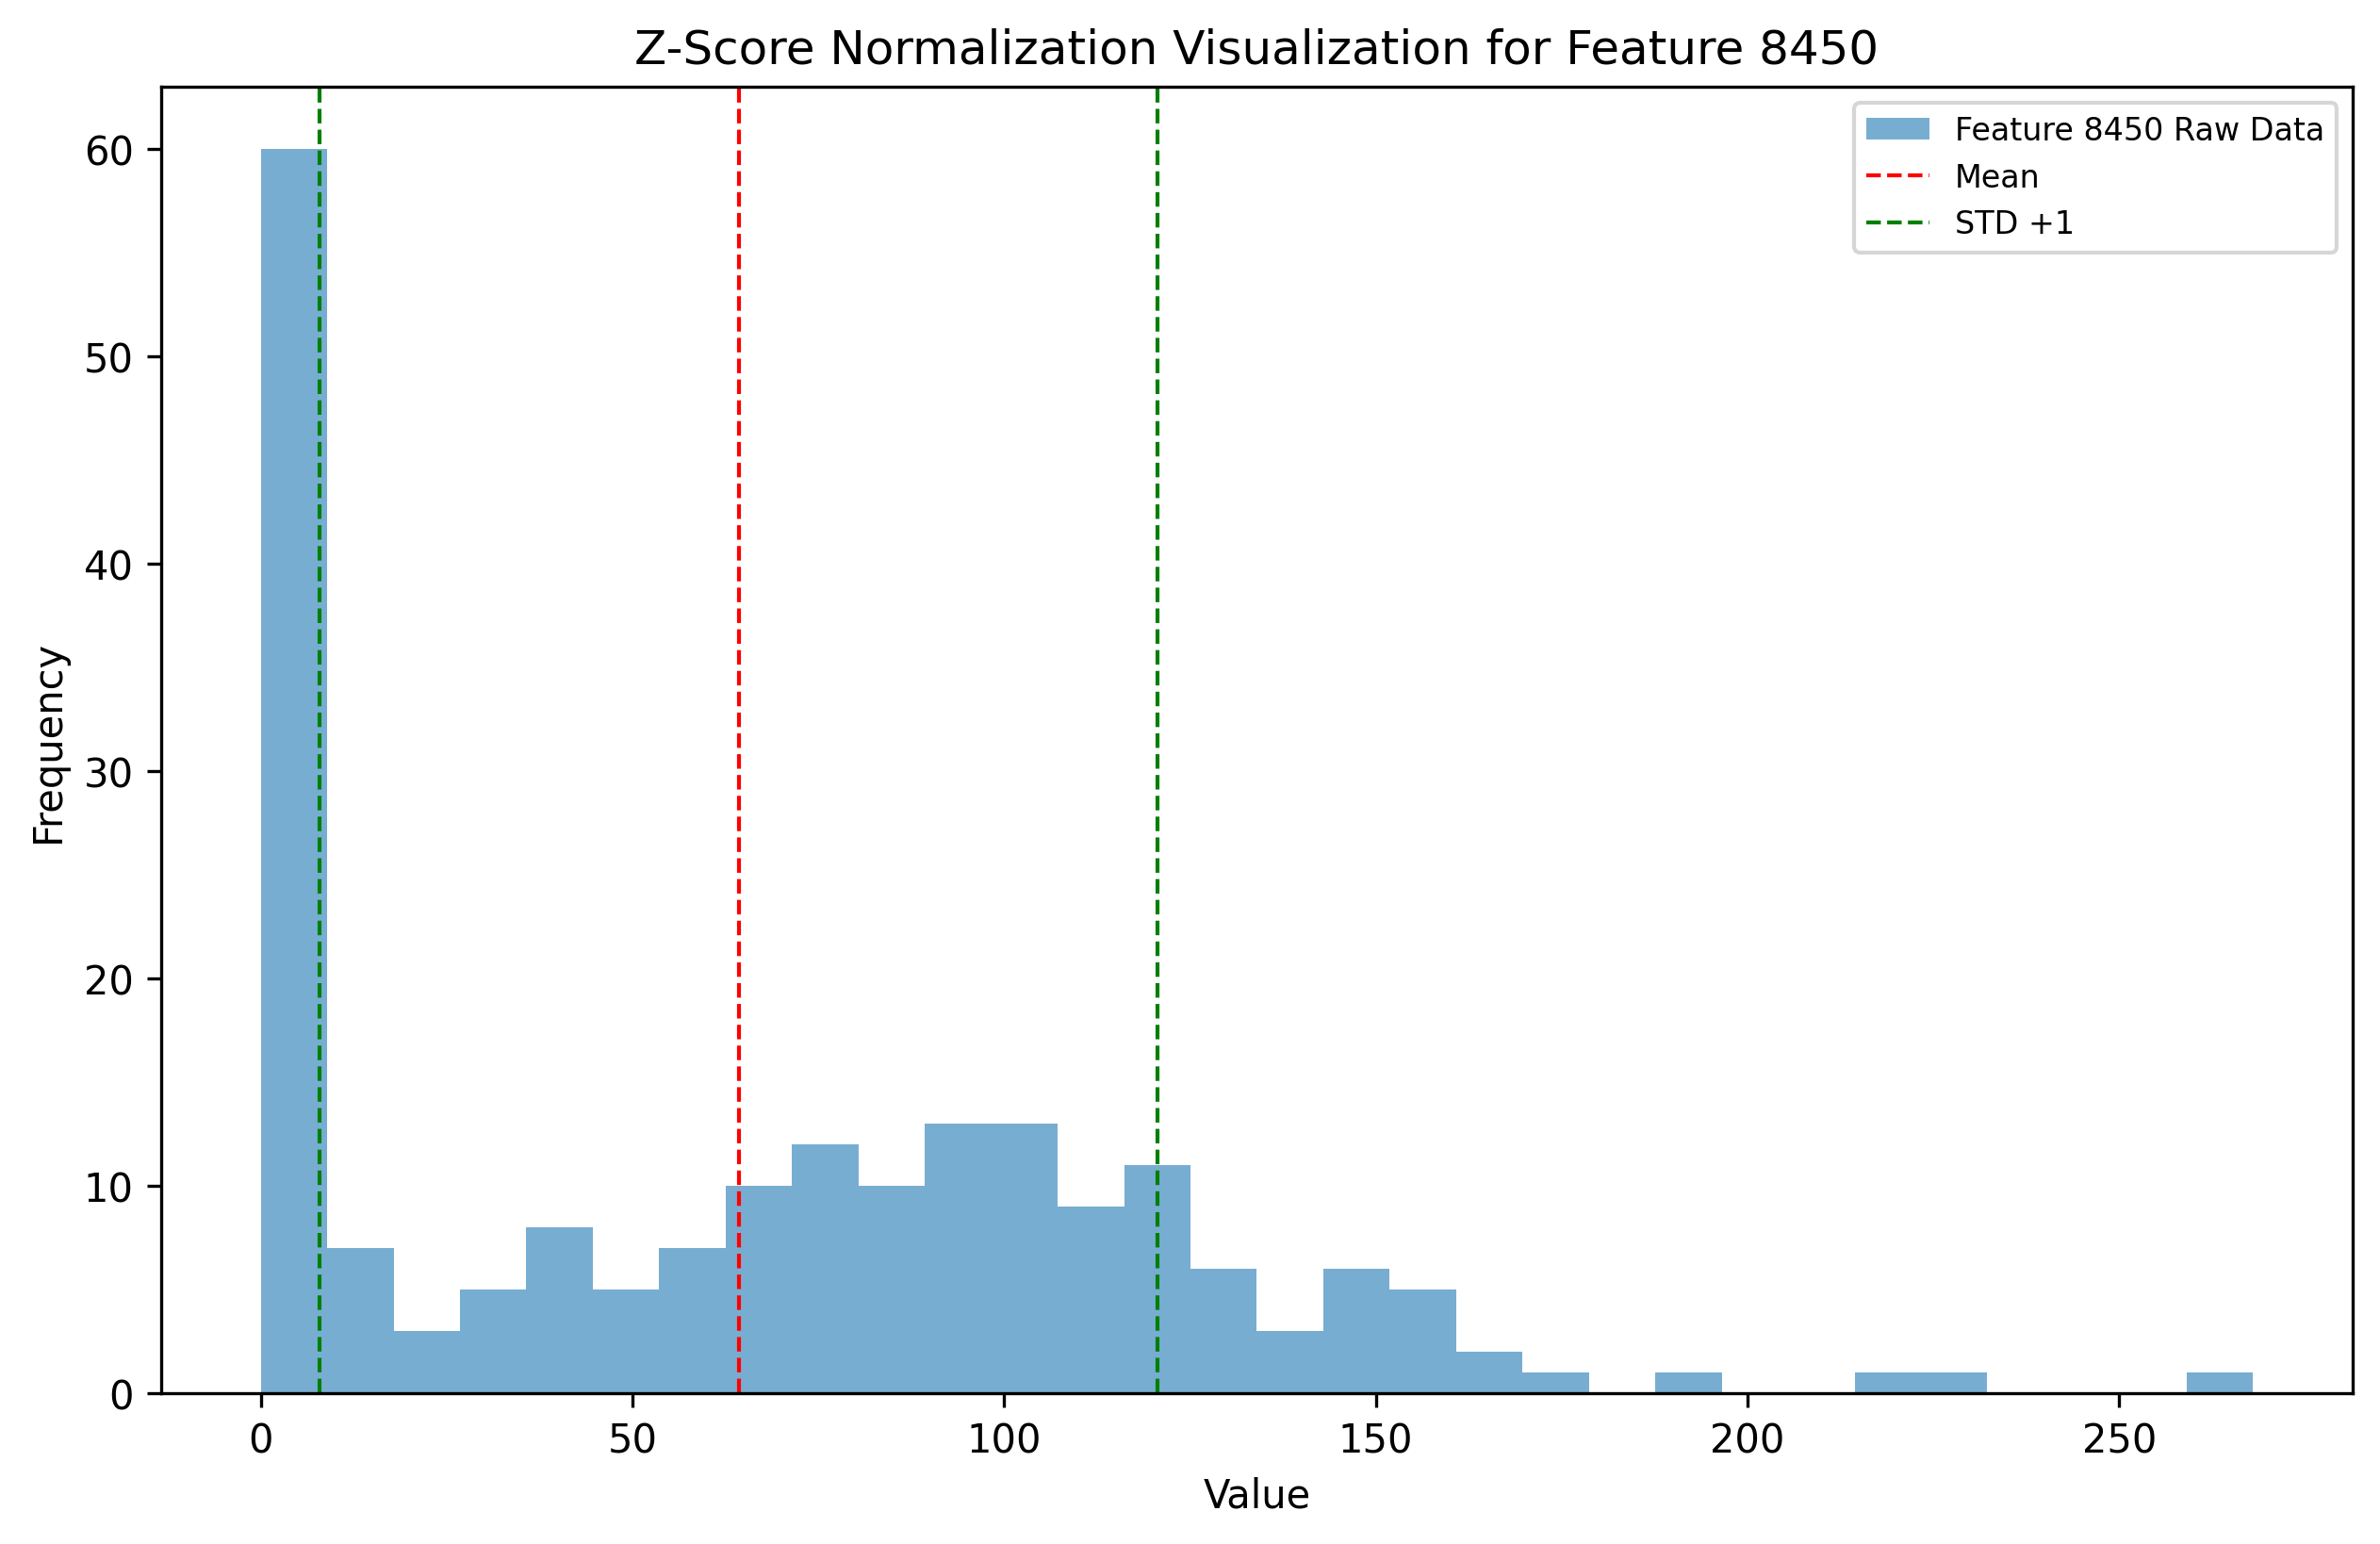 Z-Score Normalization Visualization for Feature 8450
Feature 8450 Raw Data
Mean
STD +1
60
50
40
30
20
10
0
Frequency
0 50 100 150 200 250
Value